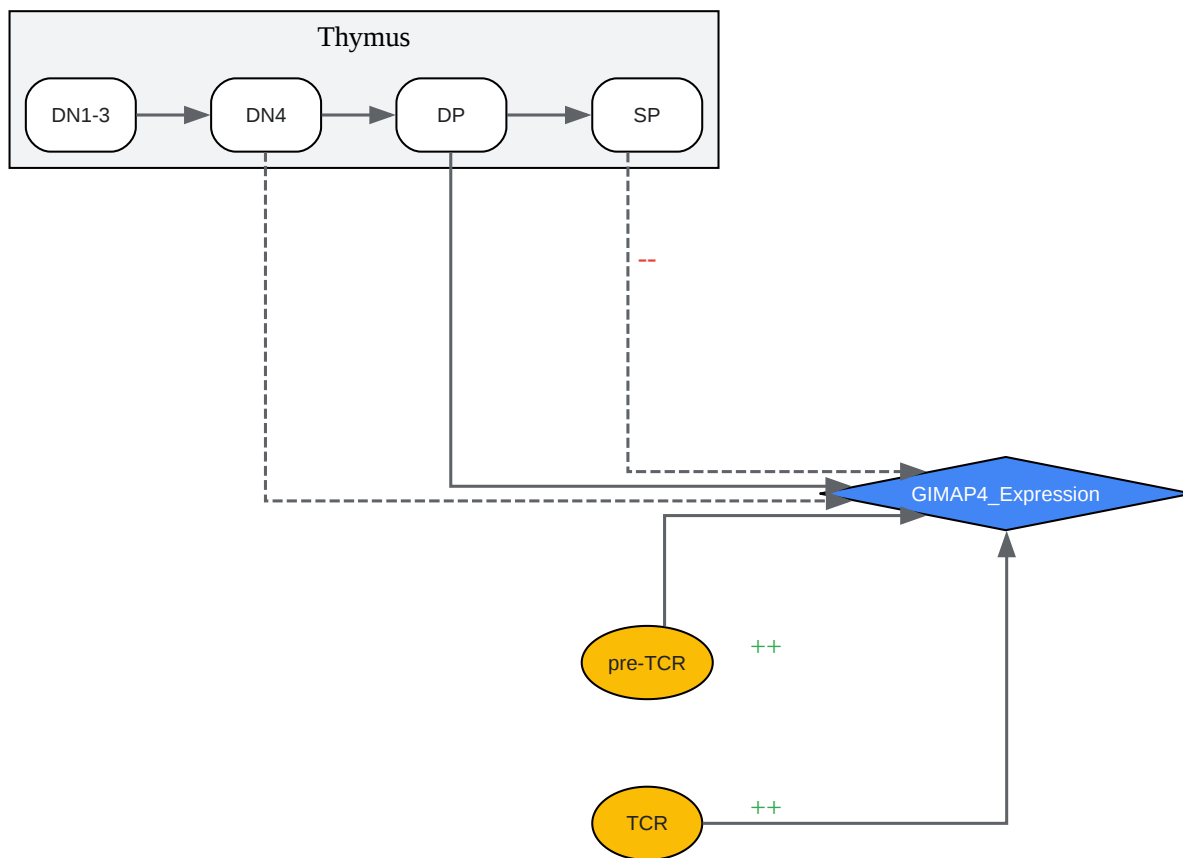 Thymus
DN1-3
DN4
DP
SP
--
GIMAP4_Expression
pre-TCR
++
TCR
++